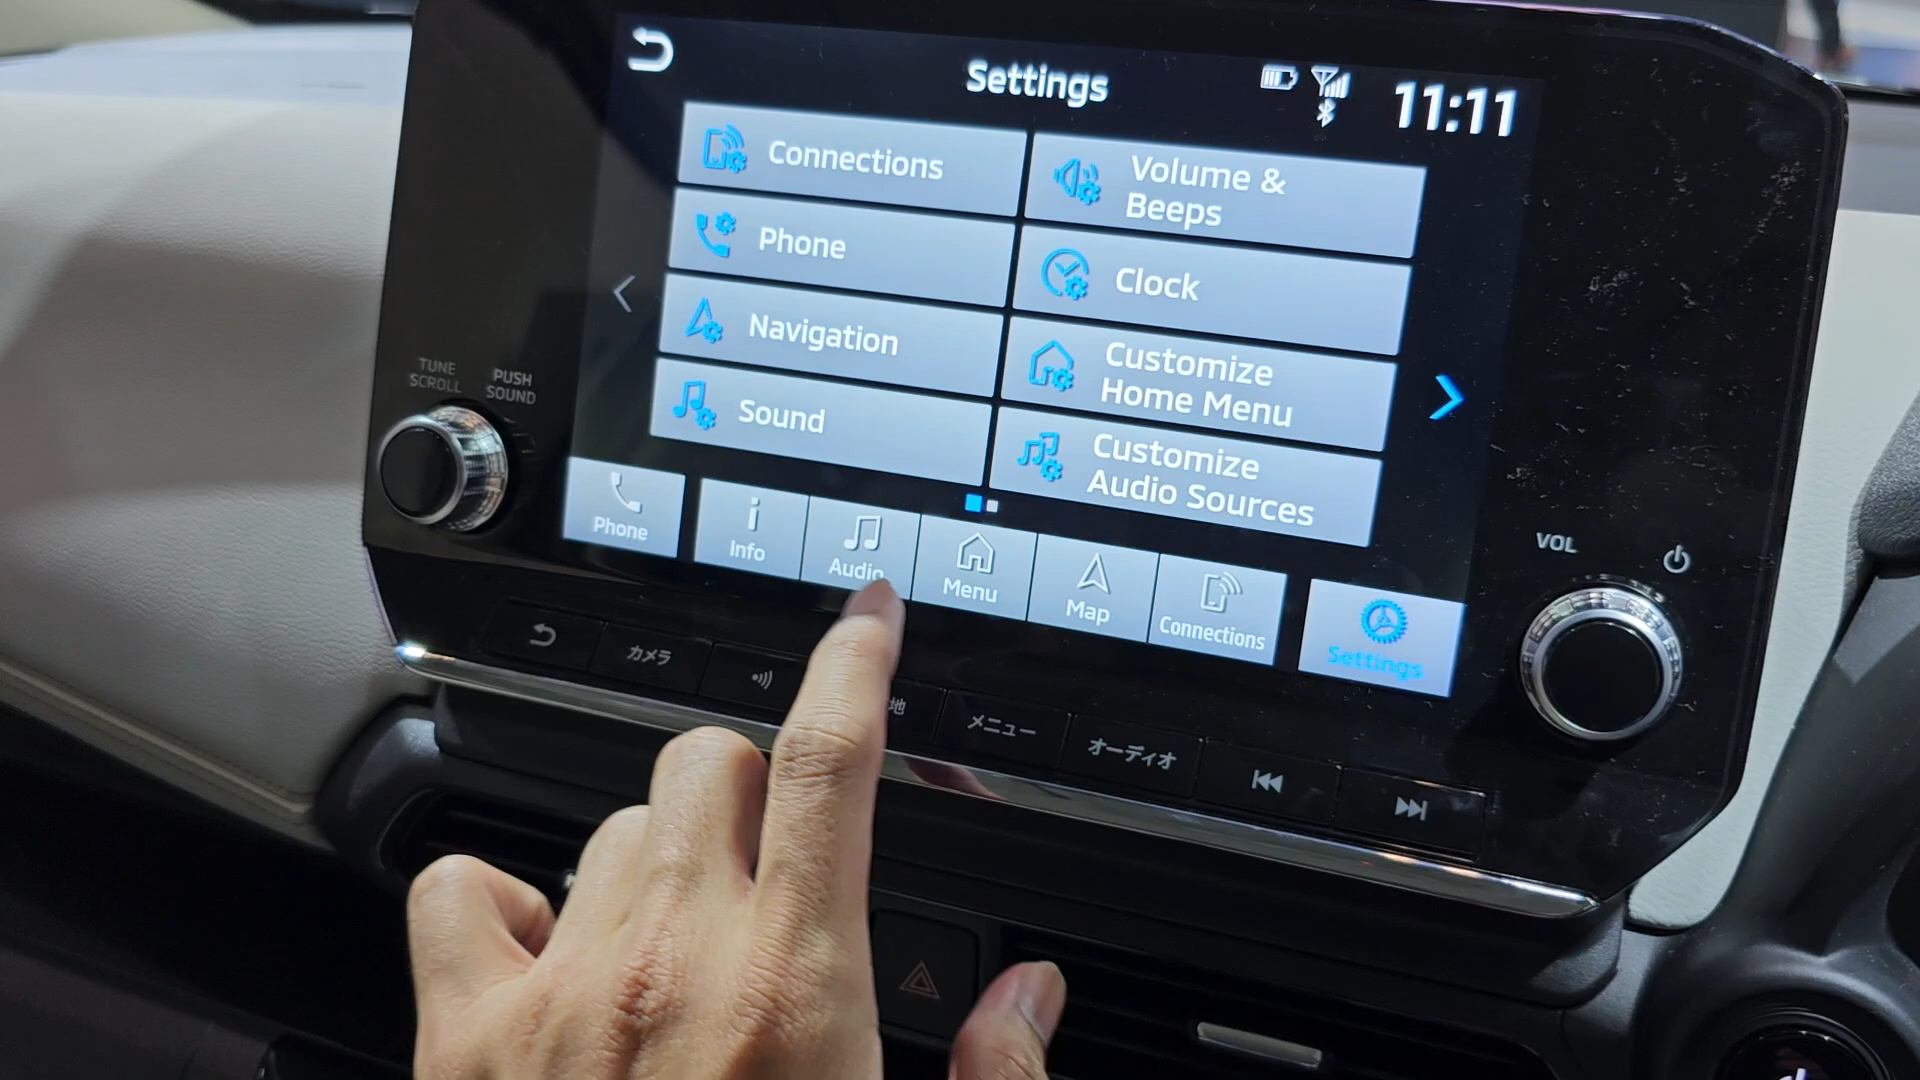 Settings
11:11
Connections
Volume &
Beeps
Phone
Clock
Navigation
Customize
Home Menu
Sound
Customize
Audio Sources
TUNE
SCROLL
PUSH
SOUND
Phone
Info
Audio
Menu
Map
Connections
Settings
VOL
カメラ
地
メニュー
オーディオ